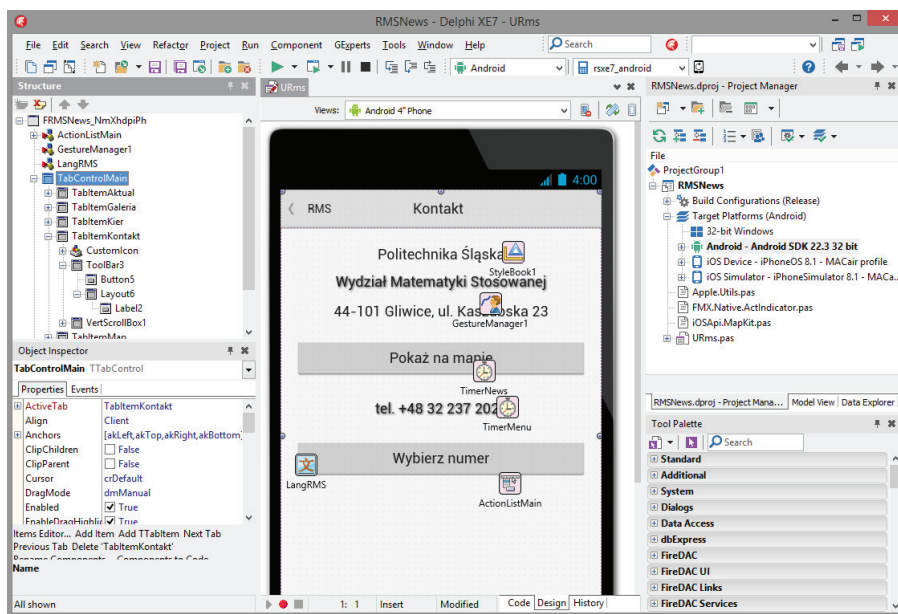 RMSNews - Delphi XE7 - URms
File Edit Search View Refactor Project Run Component GExperts Tools Window Help
Search
Android
rsxe7_android
Structure
FRMSNews_NmXhdpiPh
ActionListMain
GestureManager1
LangRMS
TabControlMain
TabItemAktual
TabItemGaleria
TabItemKier
TabItemKontakt
CustomIcon
ToolBar3
Button5
Layout6
Label2
VertScrollBox1
TabItemMap
Object Inspector
TabControlMain TTabControl
Properties Events
ActiveTab TabItemKontakt
Align Client
Anchors [akLeft,akTop,akRight,akBottom]
ClipChildren False
ClipParent False
Cursor crDefault
DragMode dmManual
Enabled True
EnableDragHighlic True
Items Editor... Add Item Add TTabItem Next Tab
Previous Tab Delete 'TabItemKontakt'
Rename Components... Components to Code
Name
All shown
URms
Views: Android 4" Phone
4:00
RMS Kontakt
Politechnika Śląska
StyleBook1
Wydział Matematyki Stosowanej
44-101 Gliwice, ul. Kaszubska 23
GestureManager1
Pokaż na mapie
TimerNews
tel. +48 32 237 202
TimerMenu
Wybierz numer
LangRMS
ActionListMain
1: 1 Insert Modified Code Design History
RMSNews.dproj - Project Manager
File
ProjectGroup1
RMSNews
Build Configurations (Release)
Target Platforms (Android)
32-bit Windows
Android - Android SDK 22.3 32 bit
iOS Device - iPhoneOS 8.1 - MACair profile
iOS Simulator - iPhoneSimulator 8.1 - MACa...
Apple.Utils.pas
FMX.Native.ActIndicator.pas
iOSApi.MapKit.pas
URms.pas
RMSNews.dproj - Project Mana... Model View Data Explorer
Tool Palette
Search
Standard
Additional
System
Dialogs
Data Access
dbExpress
FireDAC
FireDAC UI
FireDAC Links
FireDAC Services